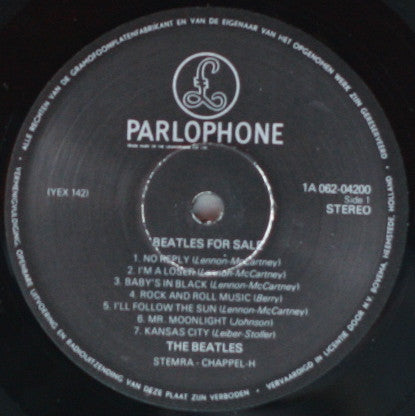 ALLE RECHTEN VAN DE GRAMOFOONPLATENFABRIKANT EN VAN DE EIGENAAR VAN HET OPGENOMEN WERK ZIJN GERESERVEERD
£
PARLOPHONE
(YEX 142)
1A 062-04200
Side 1
STEREO
BEATLES FOR SALE
1. NO REPLY (Lennon-McCartney)
2. I'M A LOSER (Lennon-McCartney)
3. BABY'S IN BLACK (Lennon-McCartney)
4. ROCK AND ROLL MUSIC (Berry)
5. I'LL FOLLOW THE SUN (Lennon-McCartney)
6. MR. MOONLIGHT (Johnson)
7. KANSAS CITY (Leiber-Stoller)
THE BEATLES
STEMRA - CHAPPEL-H
VERMENIGVULDIGING, OPENBARE UITVOERING EN RADIOUITZENDING VAN DEZE PLAAT ZIJN VERBODEN • VERVAARDIGD IN LICENTIE DOOR N.V. BOVEMA HEEMSTEDE, HOLLAND